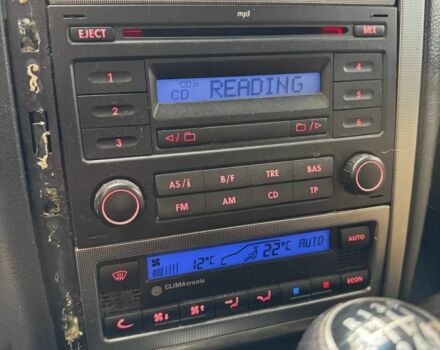 mp3
EJECT MIX
CD m
CD READING
1 4
2 5
3 6
AS/i B/F TRE BAS
FM AM CD TP
12°C 22°C AUTO
AUTO
CLIMAtronic
ECON